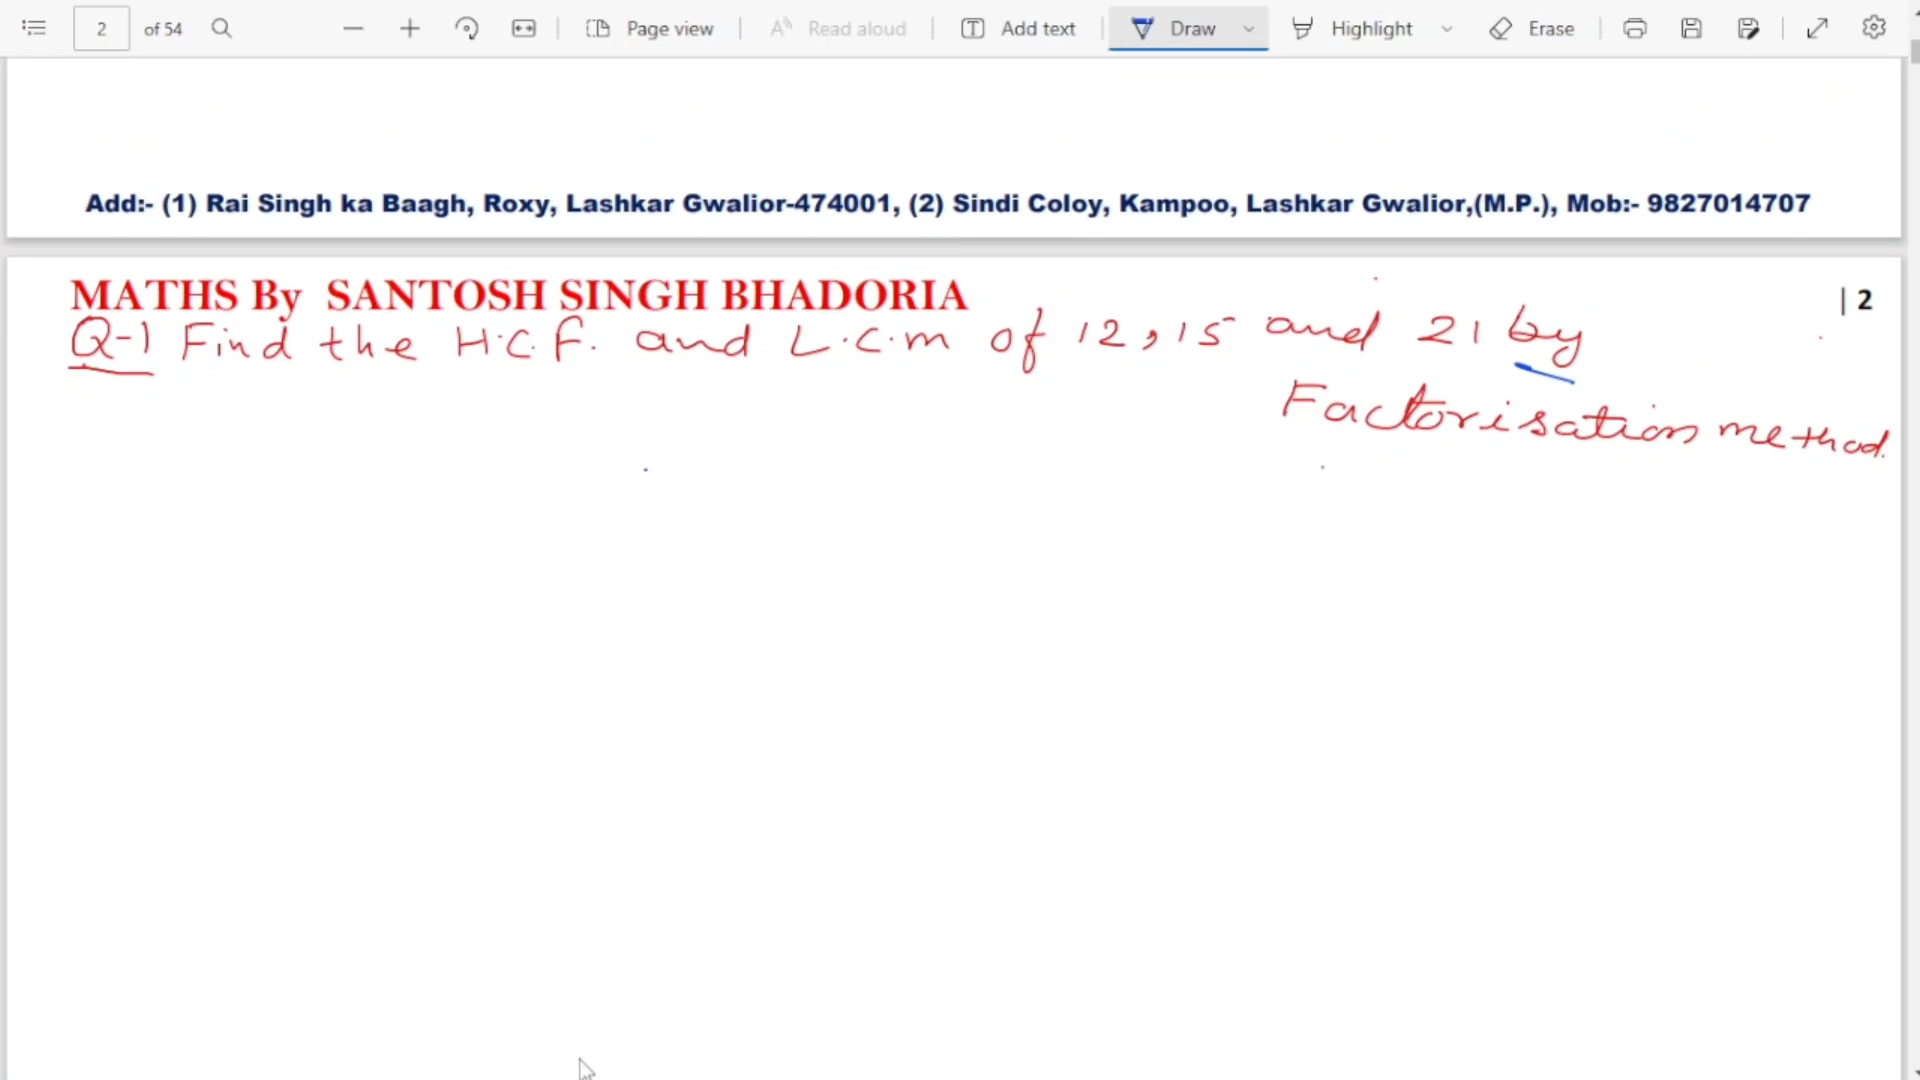 2 of 54 Page view Read aloud Add text Draw Highlight Erase
Add:- (1) Rai Singh ka Baagh, Roxy, Lashkar Gwalior-474001, (2) Sindi Coloy, Kampoo, Lashkar Gwalior,(M.P.), Mob:- 9827014707
MATHS By SANTOSH SINGH BHADORIA | 2
Q-1 Find the H.C.F. and L.C.M of 12, 15 and 21 by
Factorisation method.